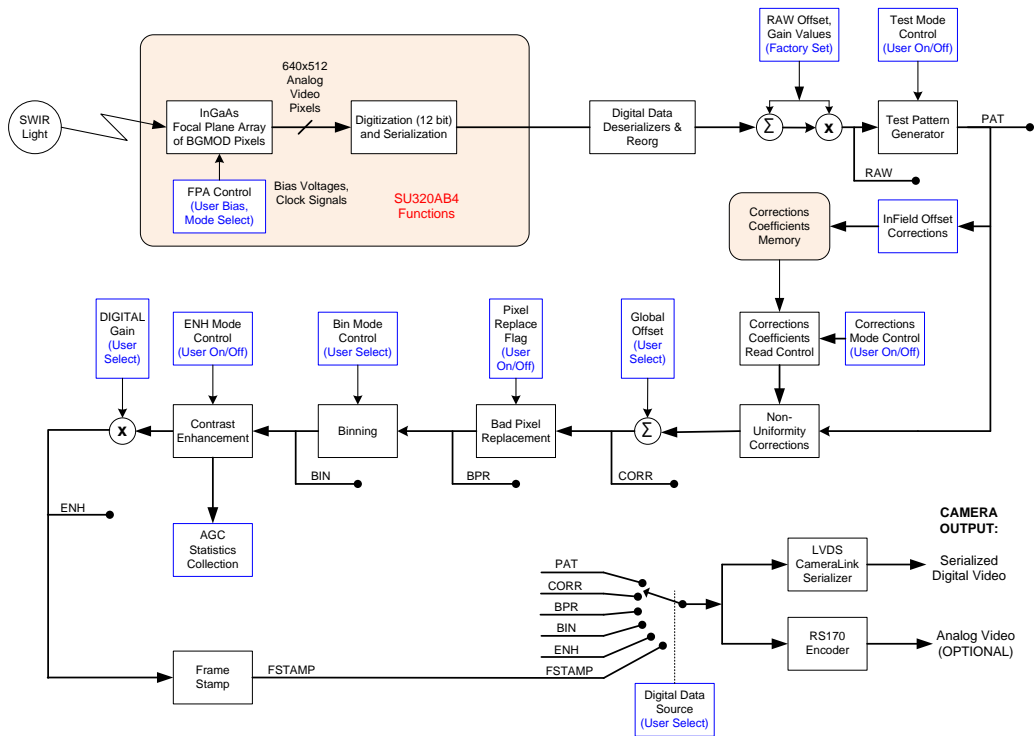 SWIR
Light
InGaAs
Focal Plane Array
of BGMOD Pixels
640x512
Analog
Video
Pixels
Digitization (12 bit)
and Serialization
FPA Control
(User Bias,
Mode Select)
Bias Voltages,
Clock Signals
SU320AB4
Functions
Digital Data
Deserializers &
Reorg
RAW Offset,
Gain Values
(Factory Set)
Σ
x
RAW
Test Mode
Control
(User On/Off)
Test Pattern
Generator
PAT
Corrections
Coefficients
Memory
InField Offset
Corrections
Corrections
Coefficients
Read Control
Corrections
Mode Control
(User On/Off)
Non-
Uniformity
Corrections
Global
Offset
(User
Select)
Σ
CORR
Pixel
Replace
Flag
(User
On/Off)
Bad Pixel
Replacement
BPR
Bin Mode
Control
(User Select)
Binning
BIN
ENH Mode
Control
(User On/Off)
Contrast
Enhancement
AGC
Statistics
Collection
DIGITAL
Gain
(User
Select)
x
ENH
Frame
Stamp
FSTAMP
PAT
CORR
BPR
BIN
ENH
FSTAMP
Digital Data
Source
(User Select)
LVDS
CameraLink
Serializer
RS170
Encoder
CAMERA
OUTPUT:
Serialized
Digital Video
Analog Video
(OPTIONAL)